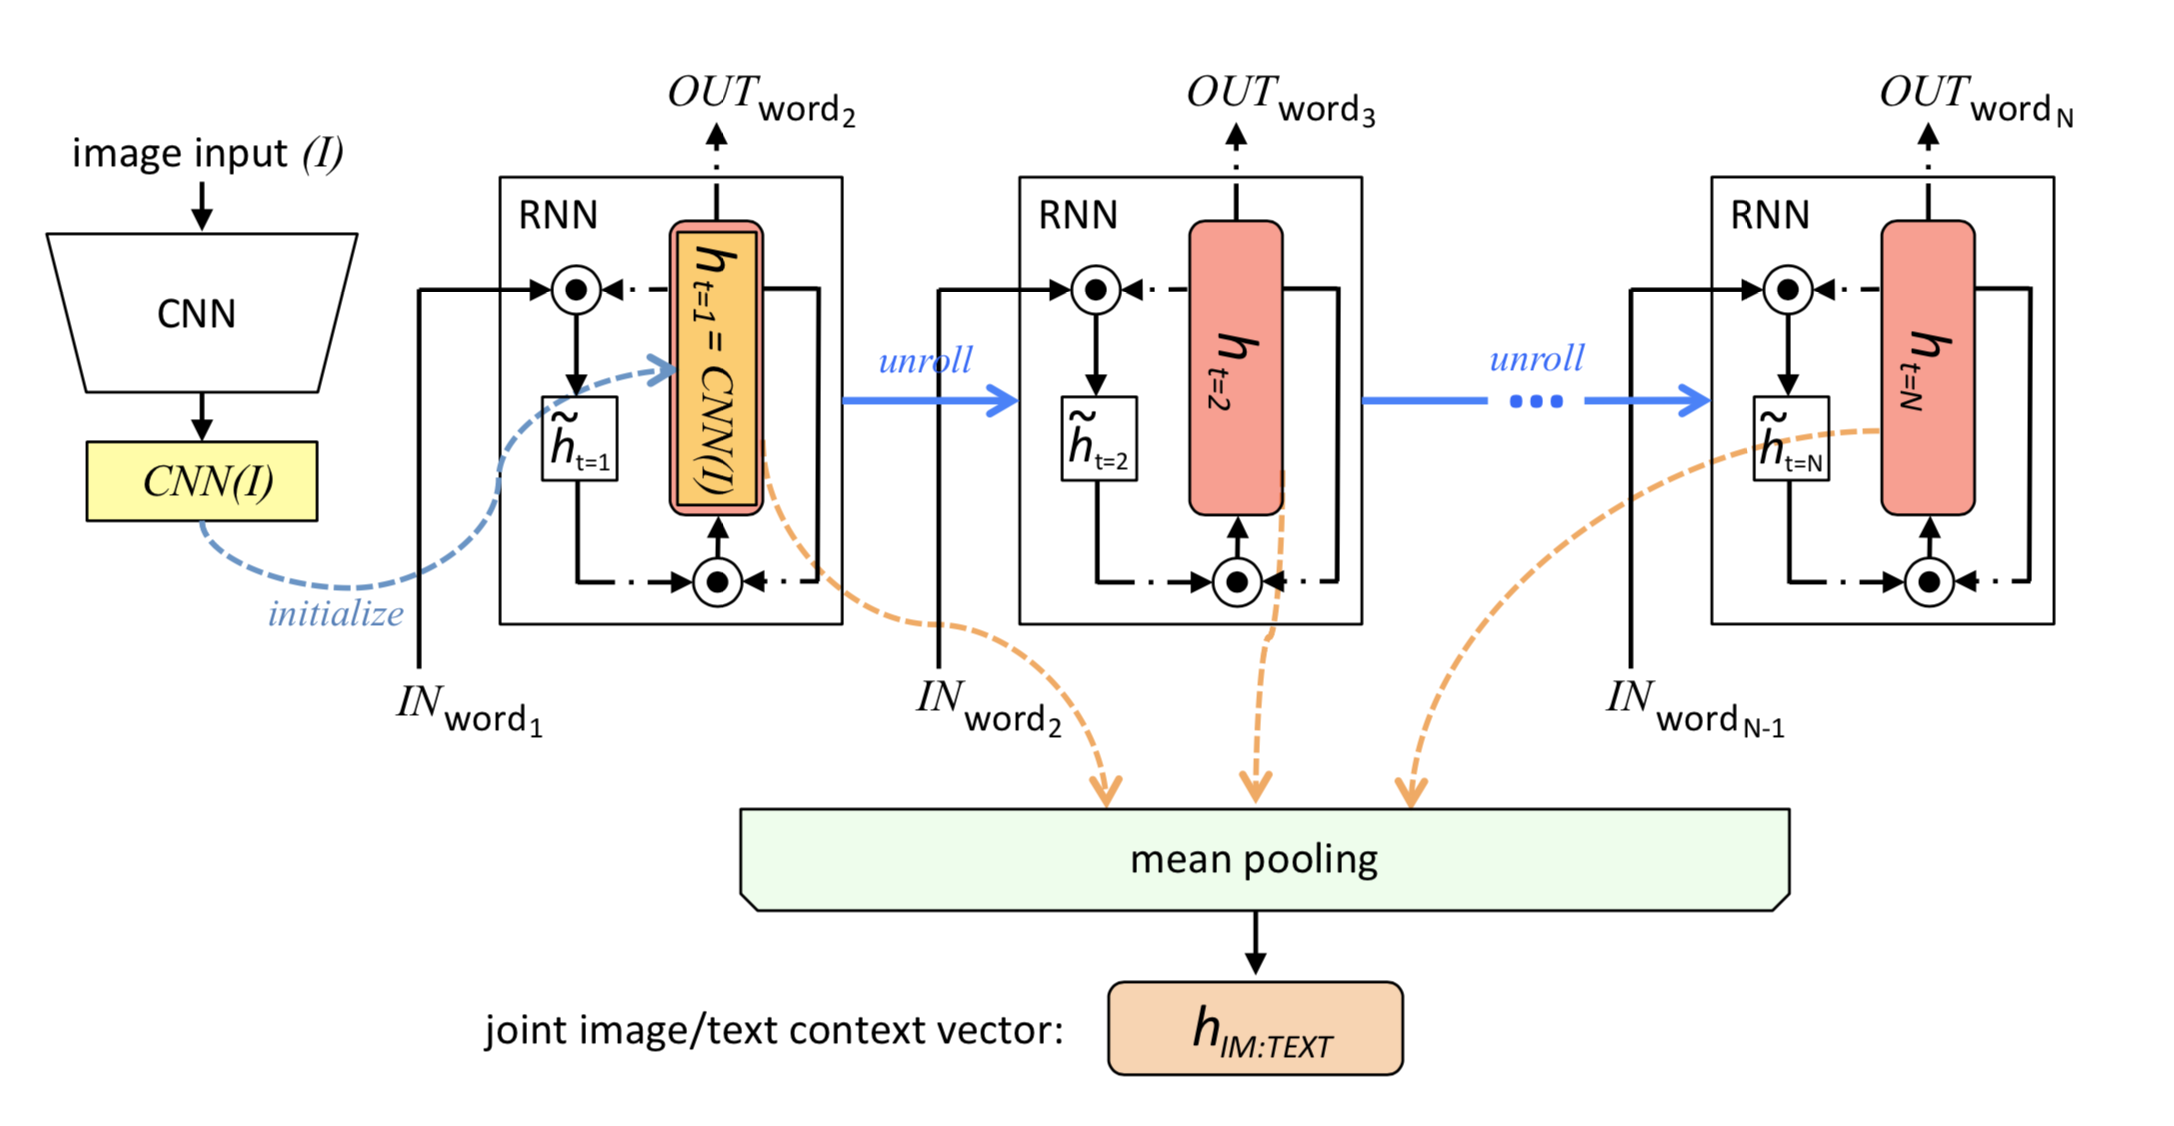 image input (I)
CNN
CNN(I)
initialize
OUT word2
RNN
h t=1 = CNN(I)
h̃ t=1
IN word1
unroll
OUT word3
RNN
h t=2
h̃ t=2
IN word2
unroll
...
OUT word N
RNN
h t=N
h̃ t=N
IN word N-1
mean pooling
joint image/text context vector:
h IM:TEXT